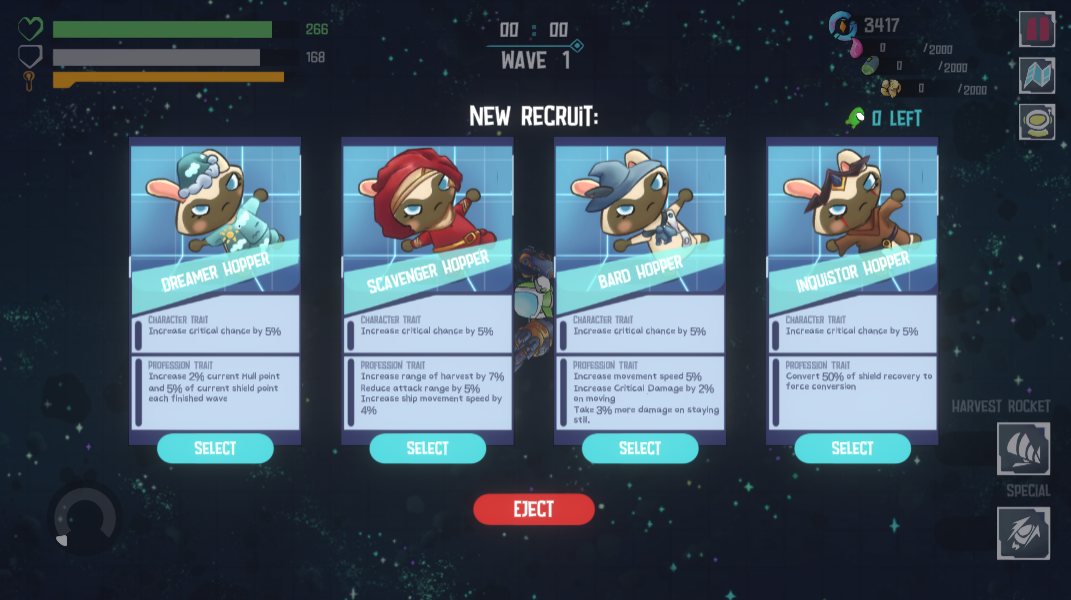 266
168
00 : 00
WAVE 1
3417
0 /2000
0 /2000
0 /2000
NEW RECRUIT:
0 LEFT
DREAMER HOPPER
CHARACTER TRAIT
Increase critical chance by 5%
PROFESSION TRAIT
Increase 2% current Hull point
and 5% of current shield point
each finished wave
SELECT
SCAVENGER HOPPER
CHARACTER TRAIT
Increase critical chance by 5%
PROFESSION TRAIT
Increase range of harvest by 7%
Reduce attack range by 5%
Increase ship movement speed by
4%
SELECT
BARD HOPPER
CHARACTER TRAIT
Increase critical chance by 5%
PROFESSION TRAIT
Increase movement speed 5%
Increase Critical Damage by 2%
on moving
Take 3% more damage on staying
still.
SELECT
INQUISTOR HOPPER
CHARACTER TRAIT
Increase critical chance by 5%
PROFESSION TRAIT
Convert 50% of shield recovery to
force conversion
SELECT
HARVEST ROCKET
SPECIAL
EJECT